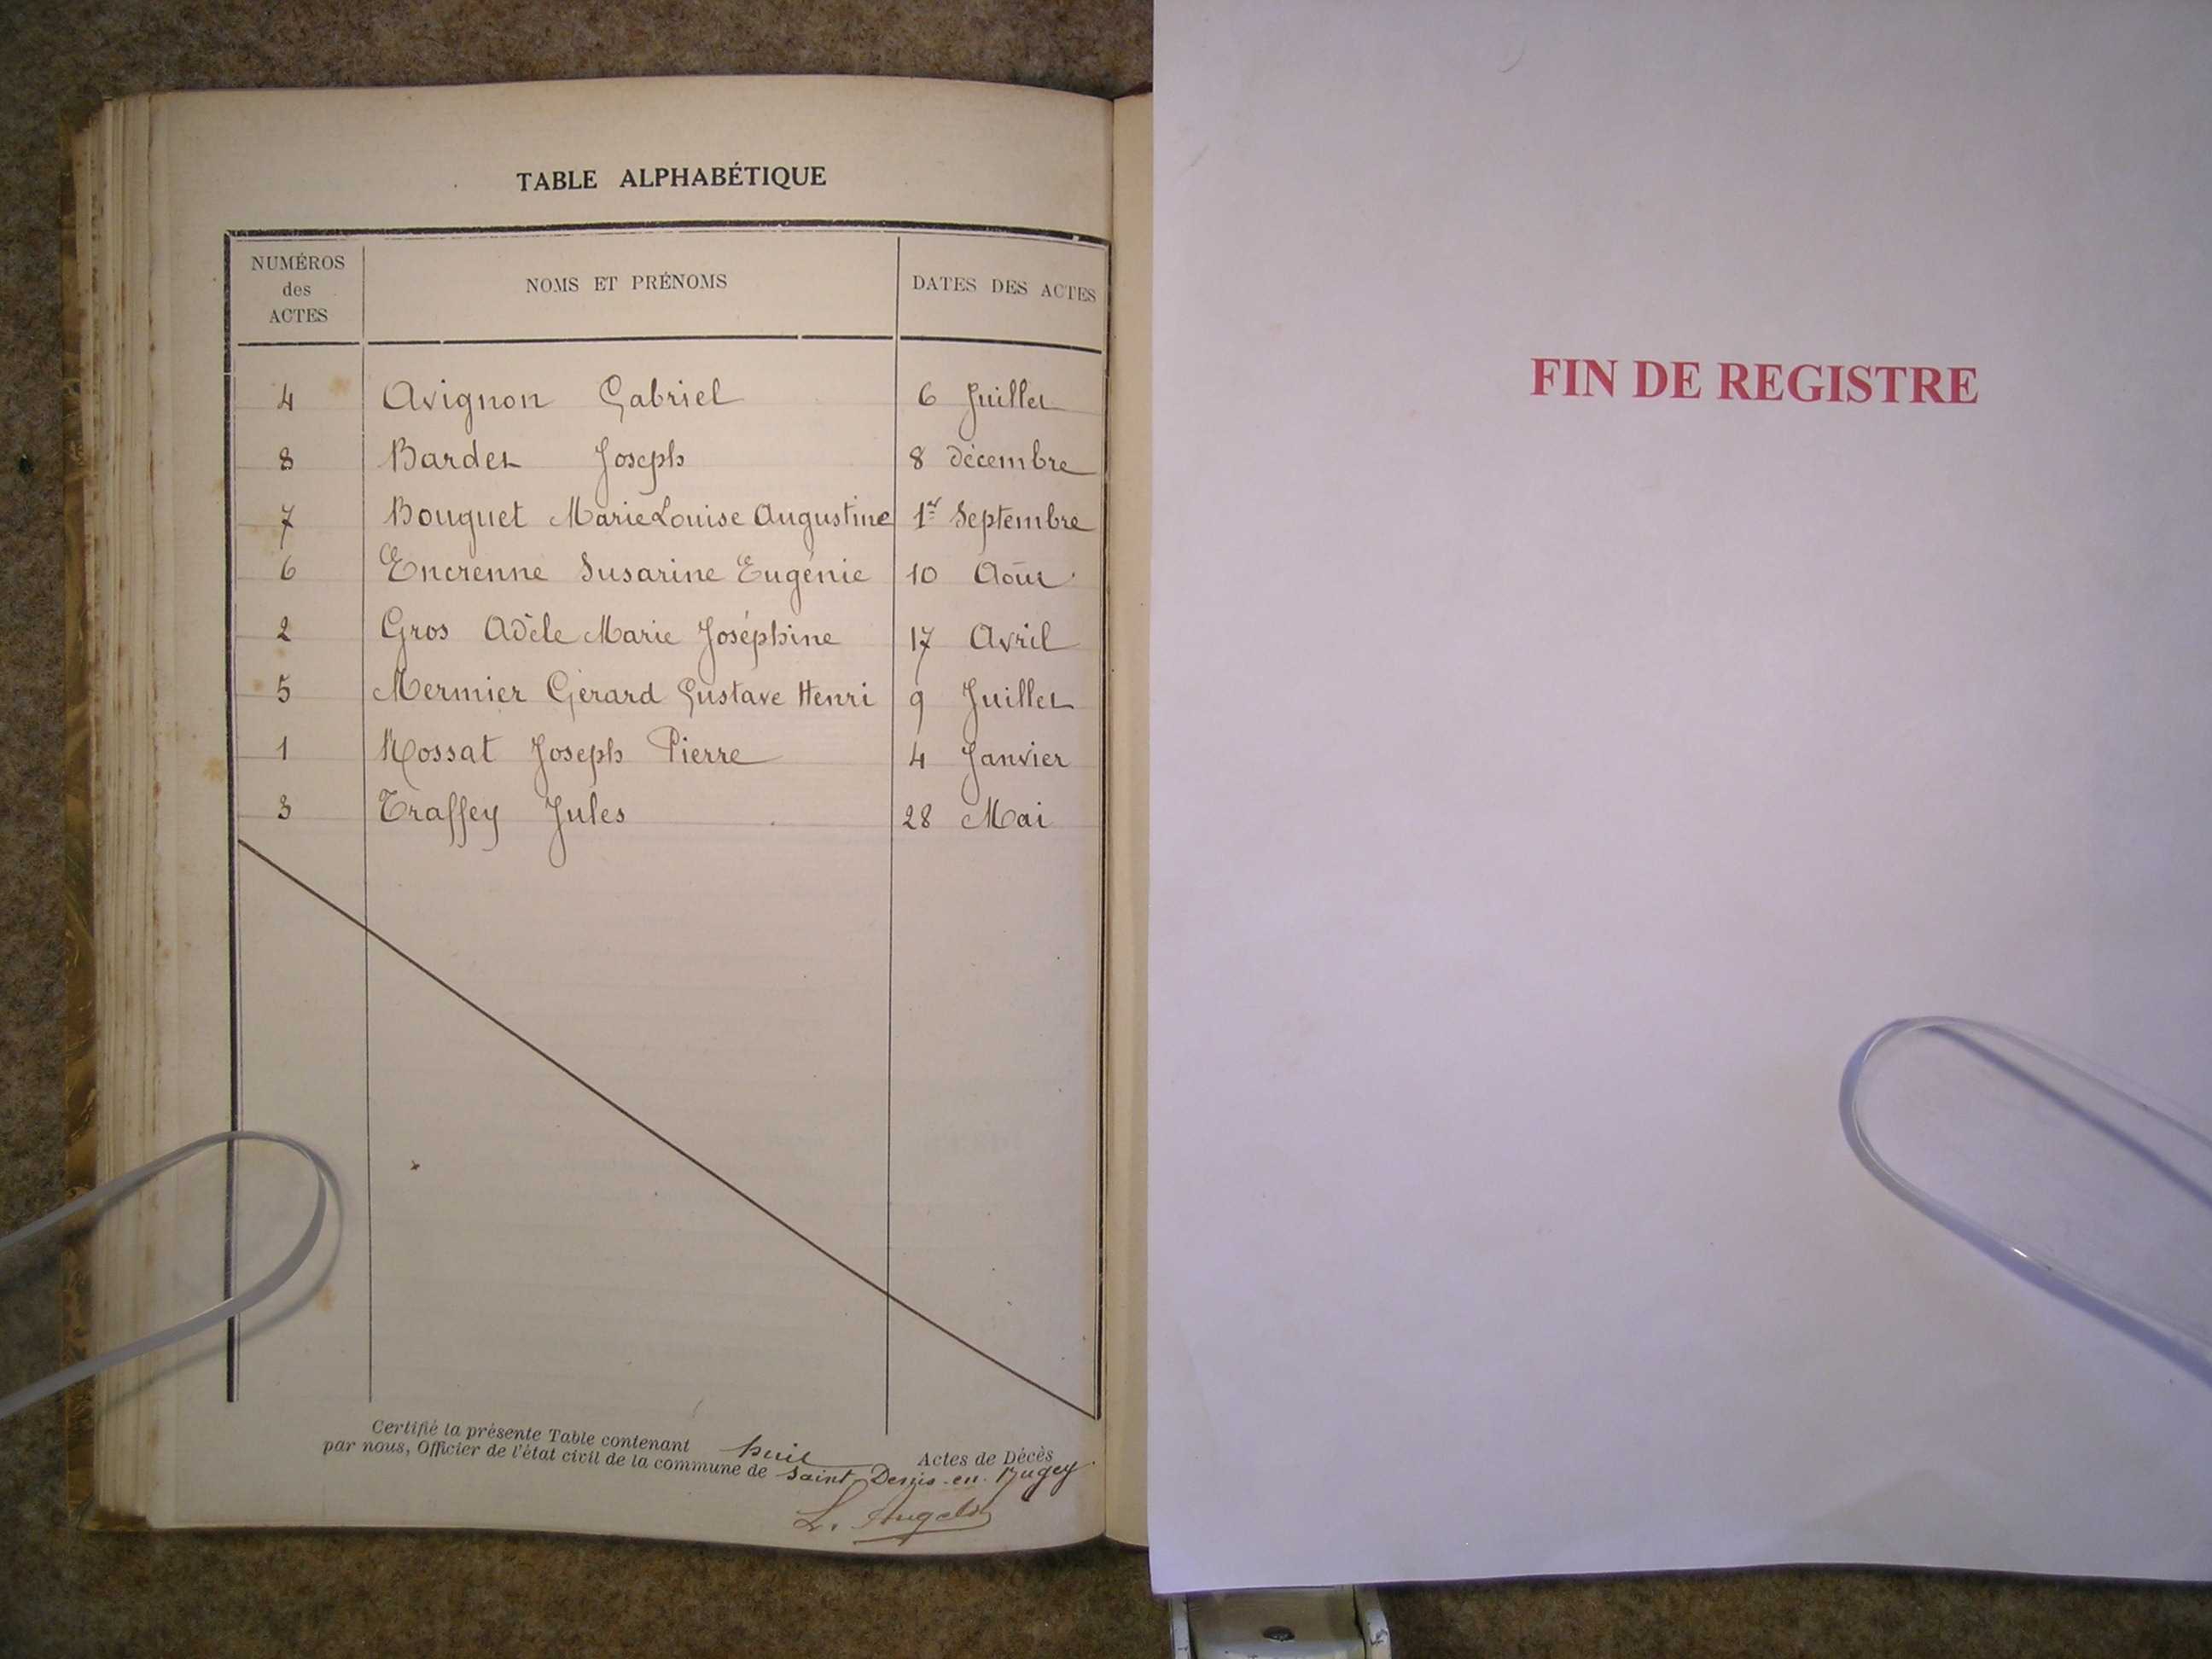 TABLE ALPHABÉTIQUE
NUMÉROS des ACTES NOMS ET PRÉNOMS DATES DES ACTES
4 Avignon Gabriel 6 Juillet
8 Bardet Joseph 8 décembre
7 Bouguet Marie Louise Augustine 1er Septembre
6 Encrenne Susarine Eugénie 10 Août
2 Gros Adèle Marie Joséphine 17 Avril
5 Mermier Gérard Gustave Henri 9 Juillet
1 Mossat Joseph Pierre 4 Janvier
3 Traffey Jules 28 Mai
Certifié la présente Table contenant huit Actes de Décès
par nous, Officier de l'état civil de la commune de Saint-Denis-en-Bugey
FIN DE REGISTRE